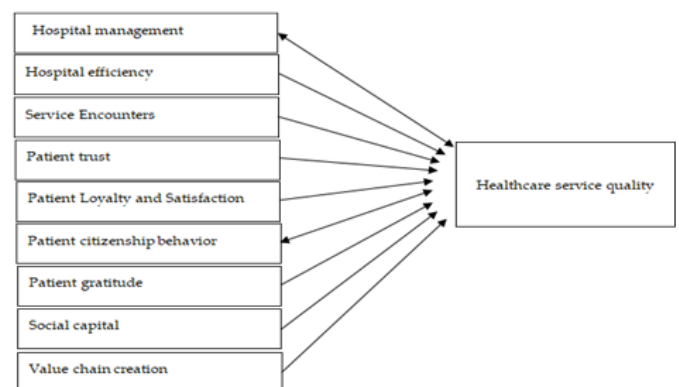 Hospital management
Hospital efficiency
Service Encounters
Patient trust
Patient Loyalty and Satisfaction
Patient citizenship behavior
Patient gratitude
Social capital
Value chain creation
Healthcare service quality